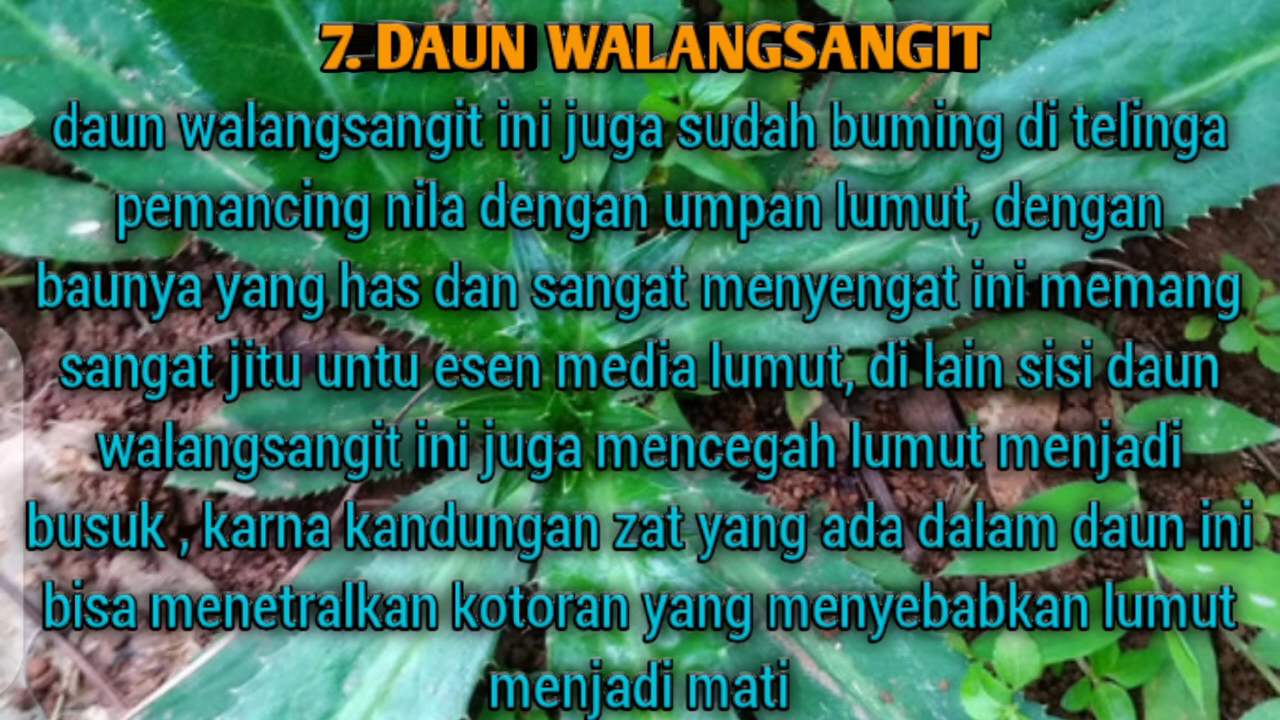 7. DAUN WALANGSANGIT
daun walangsangit ini juga sudah buming di telinga
pemancing nila dengan umpan lumut, dengan
baunya yang has dan sangat menyengat ini memang
sangat jitu untu esen media lumut, di lain sisi daun
walangsangit ini juga mencegah lumut menjadi
busuk , karna kandungan zat yang ada dalam daun ini
bisa menetralkan kotoran yang menyebabkan lumut
menjadi mati